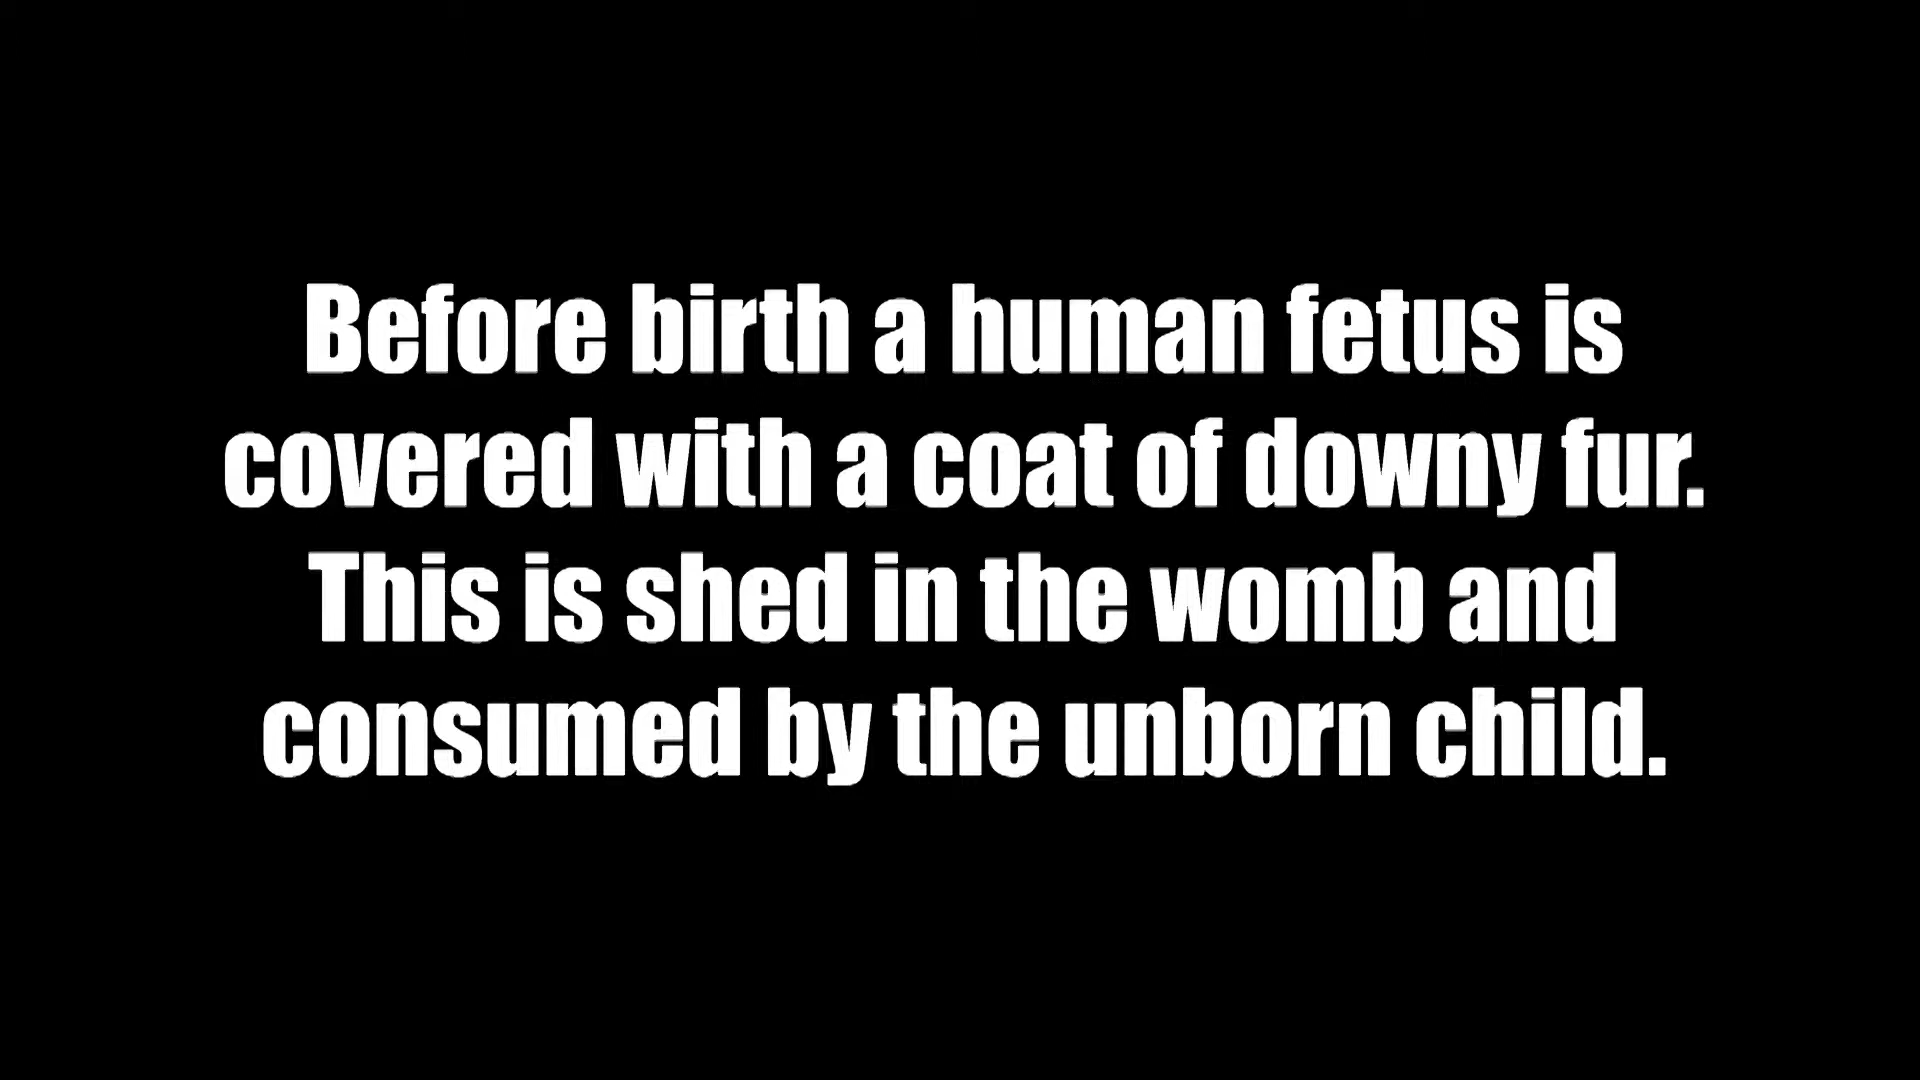 Before birth a human fetus is
covered with a coat of downy fur.
This is shed in the womb and
consumed by the unborn child.